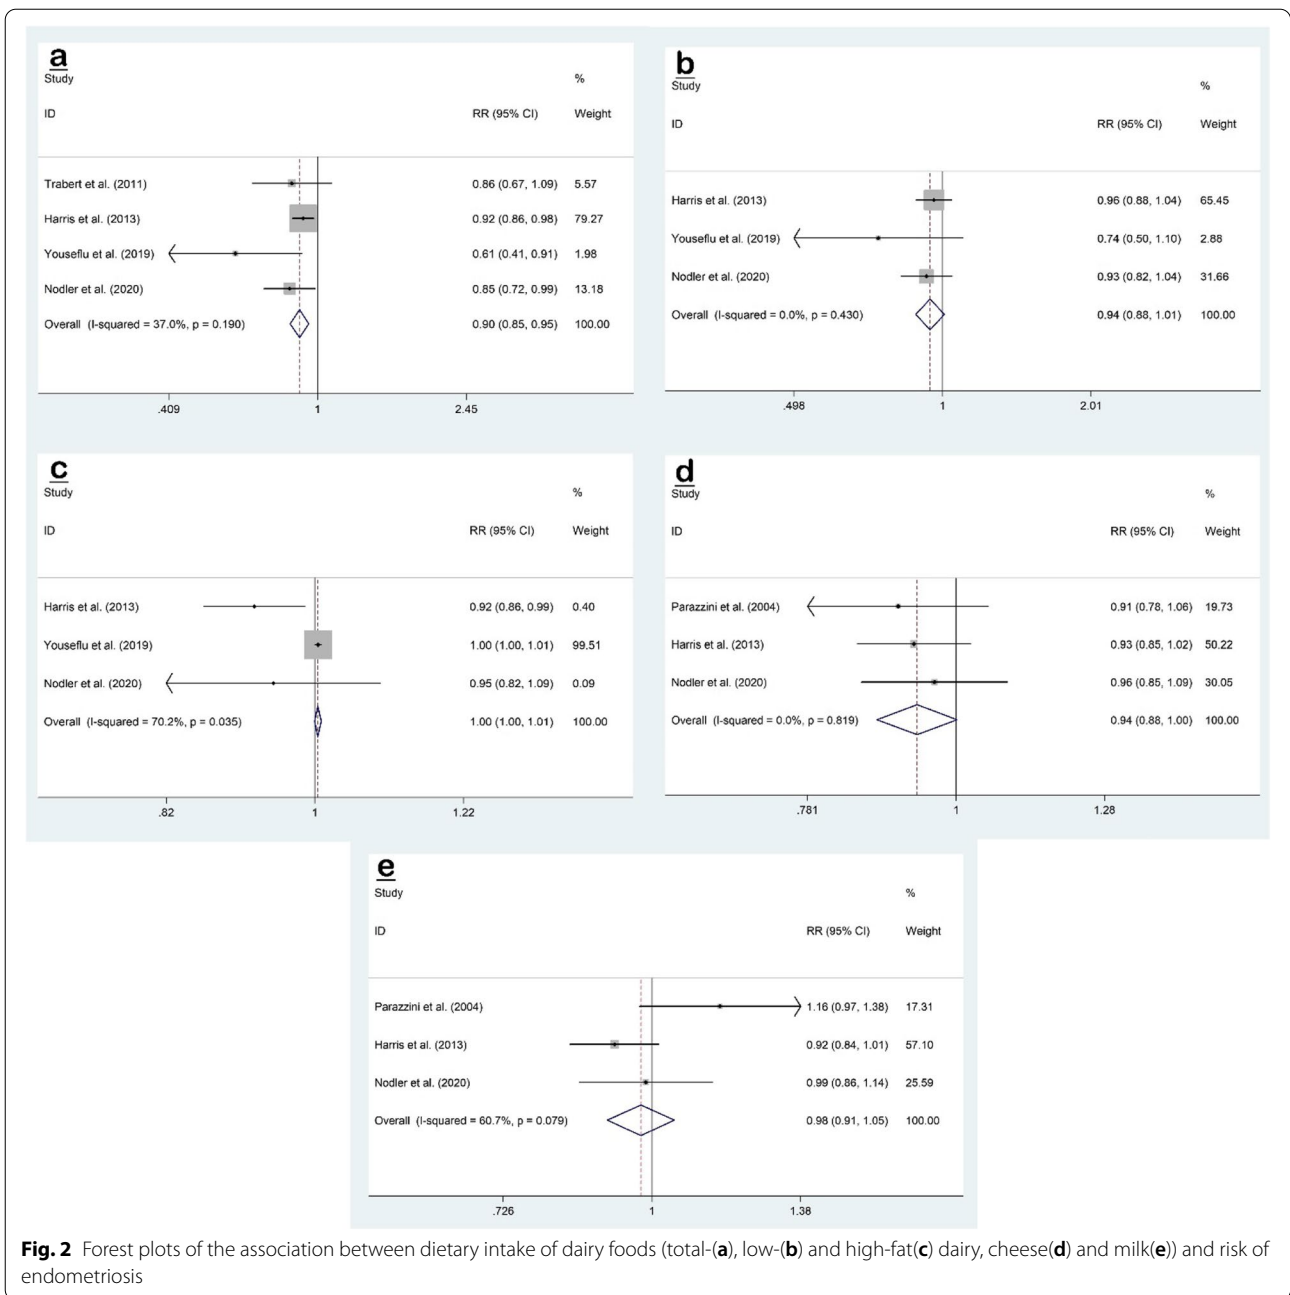 a
Study %
ID RR (95% CI) Weight
Trabert et al. (2011) 0.86 (0.67, 1.09) 5.57
Harris et al. (2013) 0.92 (0.86, 0.98) 79.27
Youseflu et al. (2019) 0.61 (0.41, 0.91) 1.98
Nodler et al. (2020) 0.85 (0.72, 0.99) 13.18
Overall (I-squared = 37.0%, p = 0.190) 0.90 (0.85, 0.95) 100.00
.409 1 2.45
b
Study %
ID RR (95% CI) Weight
Harris et al. (2013) 0.96 (0.88, 1.04) 65.45
Youseflu et al. (2019) 0.74 (0.50, 1.10) 2.88
Nodler et al. (2020) 0.93 (0.82, 1.04) 31.66
Overall (I-squared = 0.0%, p = 0.430) 0.94 (0.88, 1.01) 100.00
.498 1 2.01
c
Study %
ID RR (95% CI) Weight
Harris et al. (2013) 0.92 (0.86, 0.99) 0.40
Youseflu et al. (2019) 1.00 (1.00, 1.01) 99.51
Nodler et al. (2020) 0.95 (0.82, 1.09) 0.09
Overall (I-squared = 70.2%, p = 0.035) 1.00 (1.00, 1.01) 100.00
.82 1 1.22
d
Study %
ID RR (95% CI) Weight
Parazzini et al. (2004) 0.91 (0.78, 1.06) 19.73
Harris et al. (2013) 0.93 (0.85, 1.02) 50.22
Nodler et al. (2020) 0.96 (0.85, 1.09) 30.05
Overall (I-squared = 0.0%, p = 0.819) 0.94 (0.88, 1.00) 100.00
.781 1 1.28
e
Study %
ID RR (95% CI) Weight
Parazzini et al. (2004) 1.16 (0.97, 1.38) 17.31
Harris et al. (2013) 0.92 (0.84, 1.01) 57.10
Nodler et al. (2020) 0.99 (0.86, 1.14) 25.59
Overall (I-squared = 60.7%, p = 0.079) 0.98 (0.91, 1.05) 100.00
.726 1 1.38
Fig. 2 Forest plots of the association between dietary intake of dairy foods (total-(a), low-(b) and high-fat(c) dairy, cheese(d) and milk(e)) and risk of
endometriosis